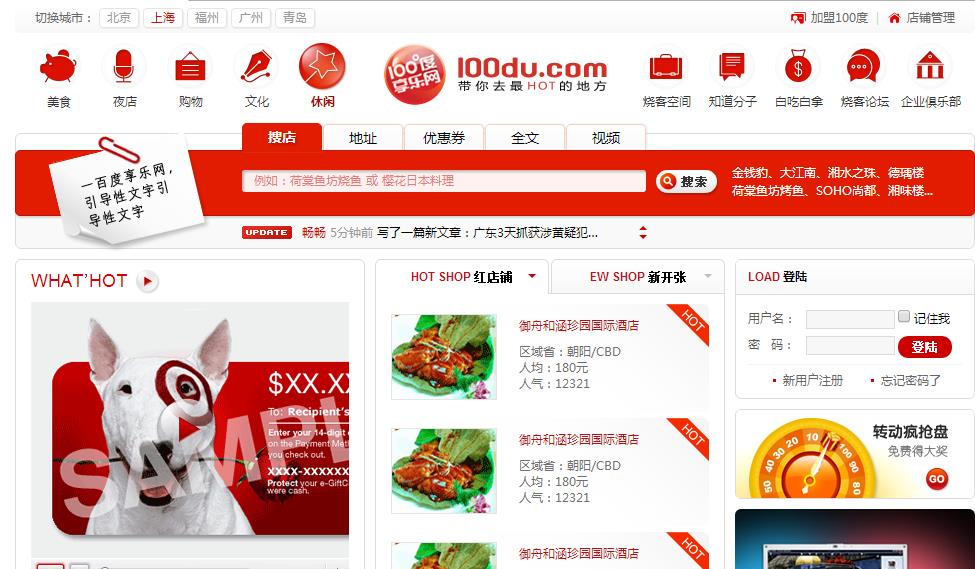 切换城市： 北京 上海 福州 广州 青岛
加盟100度 店铺管理
美食 夜店 购物 文化 休闲
100度享乐网
100du.com
带你去最HOT的地方
烧客空间 知道分子 白吃白拿 烧客论坛 企业俱乐部
搜店 地址 优惠券 全文 视频
一百度享乐网，
引导性文字引
导性文字
例如：荷棠鱼坊烧鱼 或 樱花日本料理
搜索
金钱豹、大江南、湘水之珠、德瑀楼
荷棠鱼坊烤鱼、SOHO尚都、湘味楼...
UPDATE 畅畅 5分钟前 写了一篇新文章：广东3天抓获涉黄疑犯...
WHAT'HOT
$XX.XX
To: Recipient's
Enter your 14-digit
on the Payment Met
you check out.
XXXX-XXXXXX
Protect your e-GiftC
were cash.
SAMPL
HOT SHOP 红店铺
EW SHOP 新开张
御舟和涵珍园国际酒店
HOT
区域省：朝阳/CBD
人均：180元
人气：12321
御舟和涵珍园国际酒店
HOT
区域省：朝阳/CBD
人均：180元
人气：12321
御舟和涵珍园国际酒店
HOT
LOAD 登陆
用户名： 记住我
密 码： 登陆
新用户注册 忘记密码了
转动疯抢盘
免费得大奖
GO
10 20 30 40 50 80 90 100